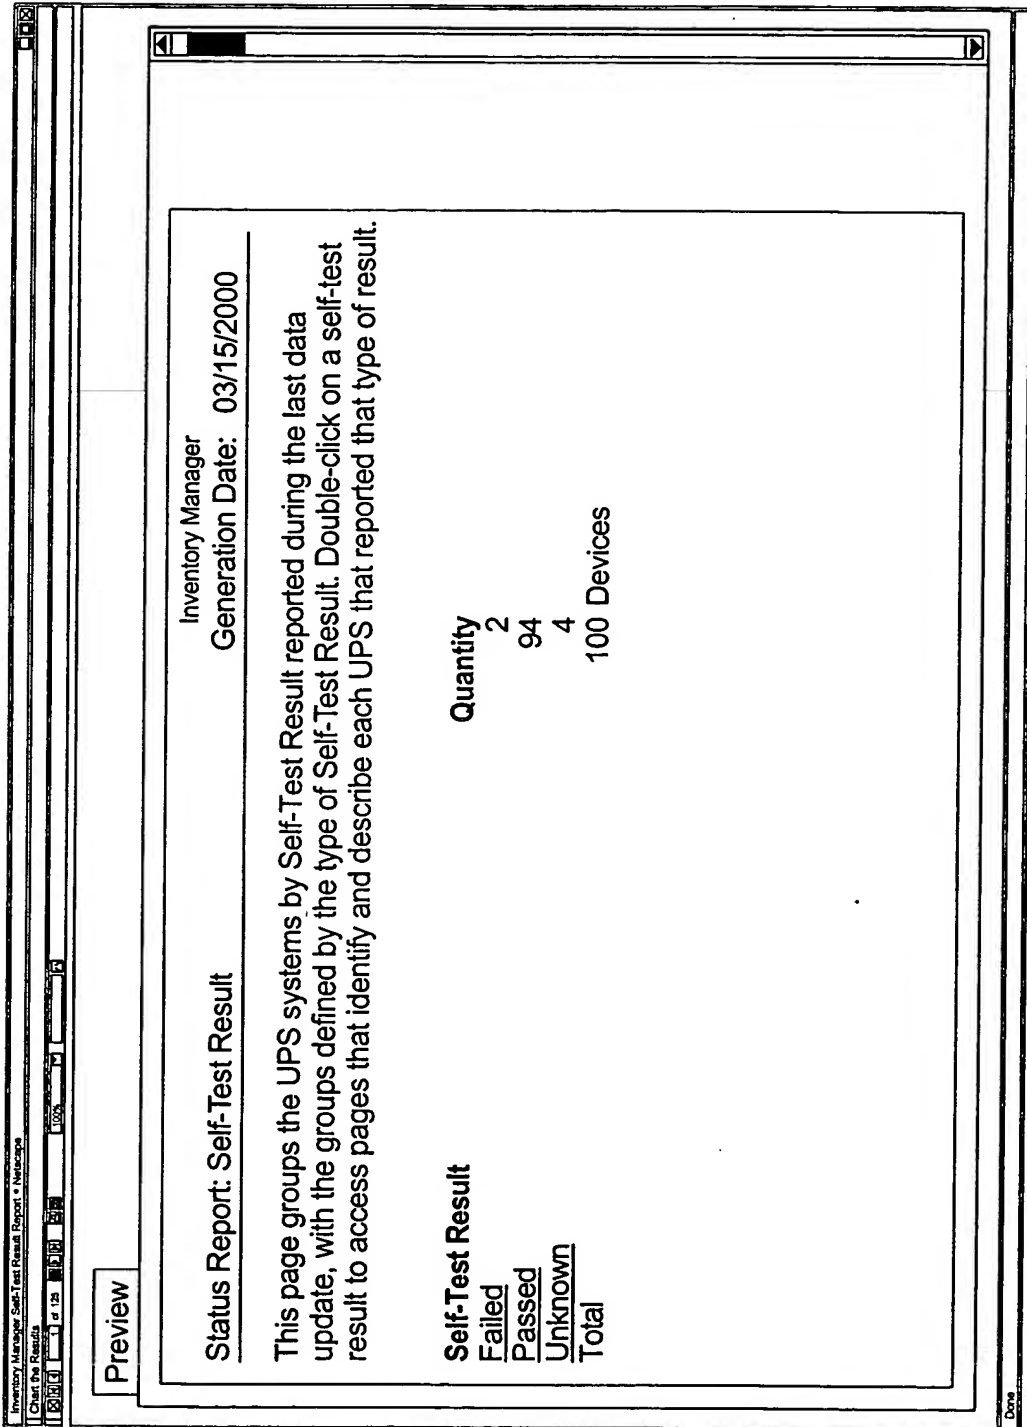 Inventory Manager Self-Test Result Report • Netscape
Chart the Results
1 of 125 100%
Preview
Inventory Manager
Status Report: Self-Test Result Generation Date: 03/15/2000
This page groups the UPS systems by Self-Test Result reported during the last data
update, with the groups defined by the type of Self-Test Result. Double-click on a self-test
result to access pages that identify and describe each UPS that reported that type of result.
Self-Test Result Quantity
Failed 2
Passed 94
Unknown 4
Total 100 Devices
Done